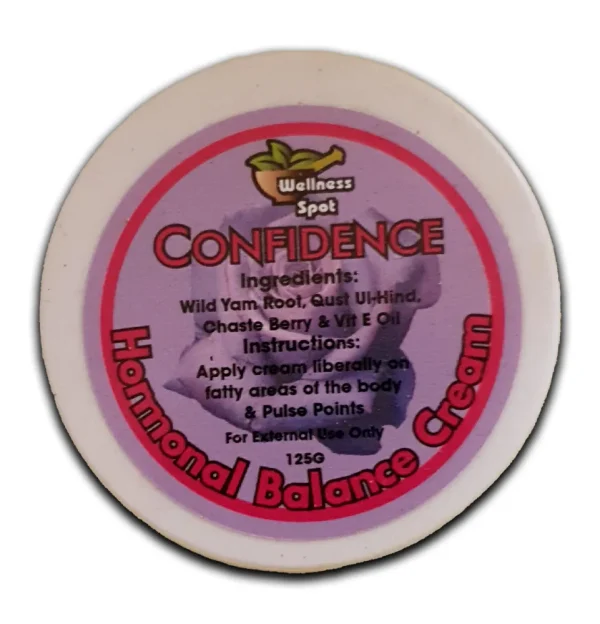 Wellness
Spot
CONFIDENCE
Ingredients:
Wild Yam Root, Qust Ul-Hind,
Chaste Berry & Vit E Oil
Instructions:
Apply cream liberally on
fatty areas of the body
& Pulse Points
For External Use Only
125G
Hormonal Balance Cream